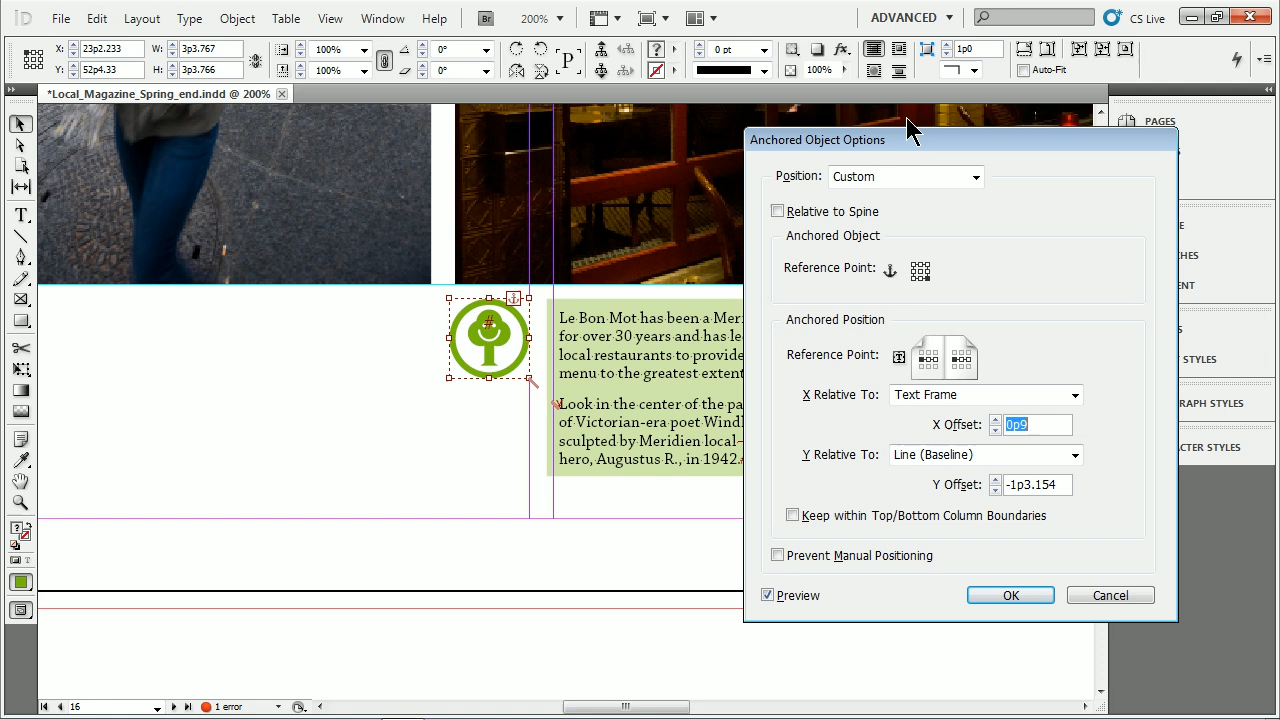 File Edit Layout Type Object Table View Window Help Br 200% ADVANCED CS Live
X: 23p2.233 W: 3p3.767 100% 0° P ? 0 pt fx. 1p0
Y: 52p4.33 H: 3p3.766 100% 0° 100% Auto-Fit
*Local_Magazine_Spring_end.indd @ 200%
PAGES
Anchored Object Options
Position: Custom
Relative to Spine
Anchored Object
Reference Point:
Anchored Position
Reference Point:
X Relative To: Text Frame
X Offset: 0p9
Y Relative To: Line (Baseline)
Y Offset: -1p3.154
Keep within Top/Bottom Column Boundaries
Prevent Manual Positioning
Preview OK Cancel
E
CHES
ENT
S
STYLES
RAPH STYLES
CTER STYLES
#
Le Bon Mot has been a Meri
for over 30 years and has le
local restaurants to provide
menu to the greatest extent
Look in the center of the pa
of Victorian-era poet Windl
sculpted by Meridien local
hero, Augustus R., in 1942.
16 1 error